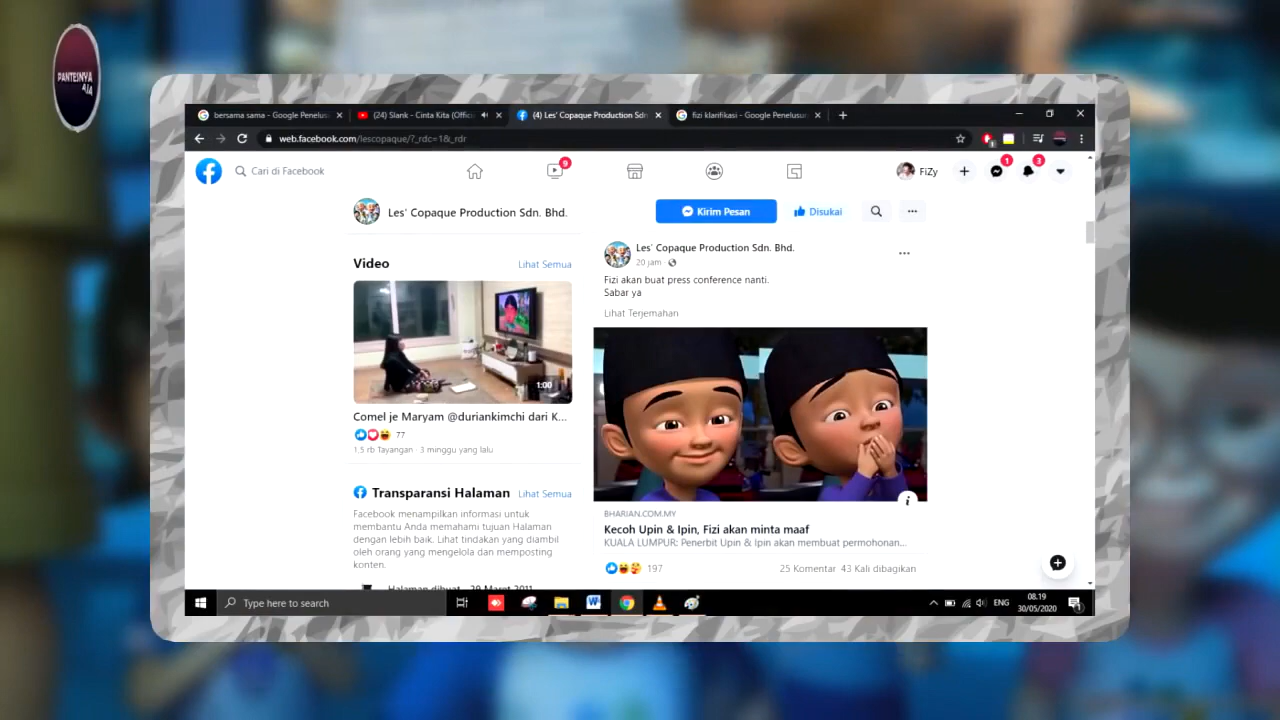 PANTEJNYA
AJA
bersama sama - Google Penelusu
(24) Slank - Cinta Kita (Offici
(4) Les' Copaque Production Sdn
fizi klarifikasi - Google Penelusur
web.facebook.com/lescopaque/?_rdc=1&_rdr
Cari di Facebook
9
FiZy
1
3
Les' Copaque Production Sdn. Bhd.
Kirim Pesan
Disukai
Video
Lihat Semua
1:00
Comel je Maryam @duriankimchi dari K...
77
1,5 rb Tayangan · 3 minggu yang lalu
Transparansi Halaman
Lihat Semua
Facebook menampilkan informasi untuk
membantu Anda memahami tujuan Halaman
dengan lebih baik. Lihat tindakan yang diambil
oleh orang yang mengelola dan memposting
konten.
Halaman dibuat - 29 Maret 2011
Les' Copaque Production Sdn. Bhd.
20 jam
Fizi akan buat press conference nanti.
Sabar ya
Lihat Terjemahan
BHARIAN.COM.MY
Kecoh Upin & Ipin, Fizi akan minta maaf
KUALA LUMPUR: Penerbit Upin & Ipin akan membuat permohonan...
197
25 Komentar
43 Kali dibagikan
Type here to search
ENG
08.19
30/05/2020